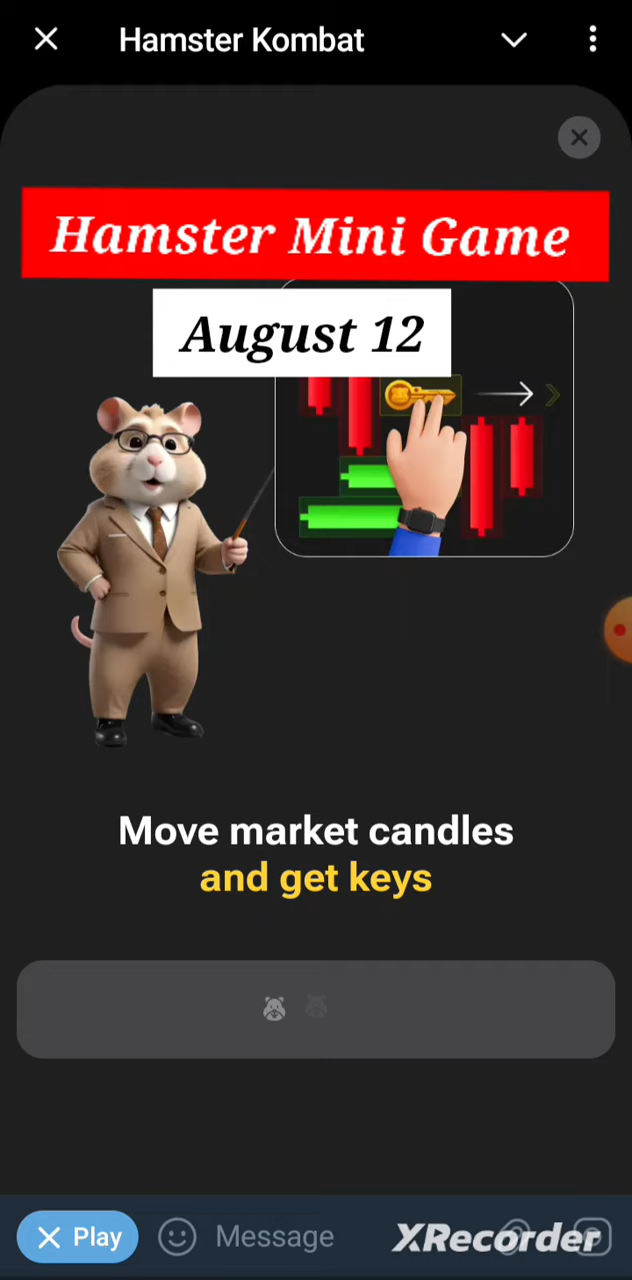 Hamster Kombat
Hamster Mini Game
August 12
Move market candles
and get keys
Play
Message
XRecorder